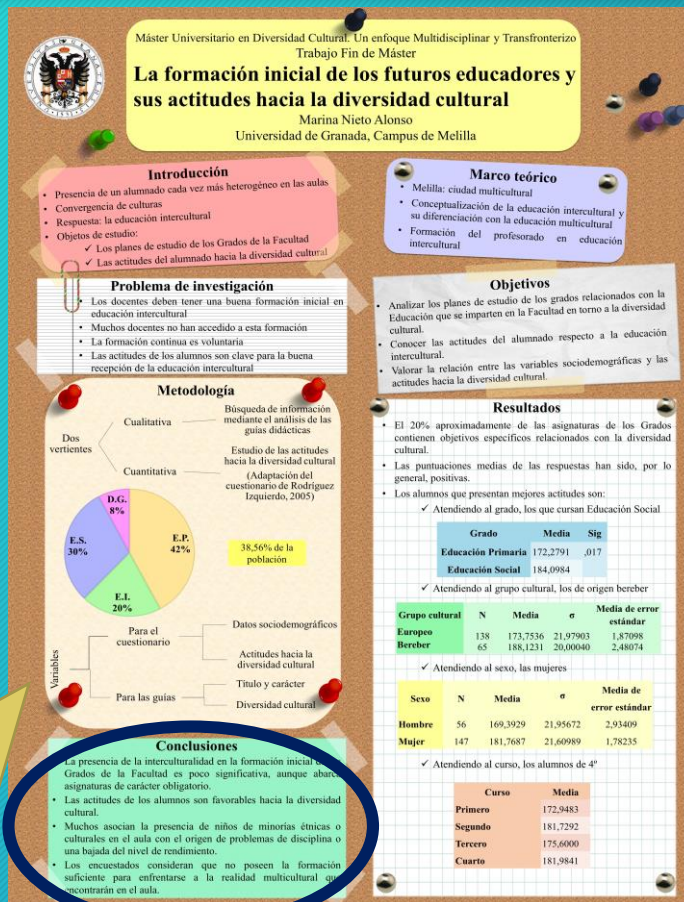 Máster Universitario en Diversidad Cultural. Un enfoque Multidisciplinar y Transfronterizo
Trabajo Fin de Máster
La formación inicial de los futuros educadores y
sus actitudes hacia la diversidad cultural
Marina Nieto Alonso
Universidad de Granada, Campus de Melilla
Introducción
• Presencia de un alumnado cada vez más heterogéneo en las aulas
• Convergencia de culturas
• Respuesta: la educación intercultural
• Objetos de estudio:
✓ Los planes de estudio de los Grados de la Facultad
✓ Las actitudes del alumnado hacia la diversidad cultural
Marco teórico
• Melilla: ciudad multicultural
• Conceptualización de la educación intercultural y
su diferenciación con la educación multicultural
• Formación del profesorado en educación
intercultural
Problema de investigación
• Los docentes deben tener una buena formación inicial en
educación intercultural
• Muchos docentes no han accedido a esta formación
• La formación continua es voluntaria
• Las actitudes de los alumnos son clave para la buena
recepción de la educación intercultural
Objetivos
• Analizar los planes de estudio de los grados relacionados con la
Educación que se imparten en la Facultad en torno a la diversidad
cultural.
• Conocer las actitudes del alumnado respecto a la educación
intercultural.
• Valorar la relación entre las variables sociodemográficas y las
actitudes hacia la diversidad cultural.
Metodología
Dos
vertientes
Cualitativa
Búsqueda de información
mediante el análisis de las
guías didácticas
Cuantitativa
Estudio de las actitudes
hacia la diversidad cultural
(Adaptación del
cuestionario de Rodríguez
Izquierdo, 2005)
D.G.
8%
E.S.
30%
E.P.
42%
E.I.
20%
38,56% de la
población
Variables
Para el
cuestionario
Datos sociodemográficos
Actitudes hacia la
diversidad cultural
Para las guías
Título y carácter
Diversidad cultural
Conclusiones
La presencia de la interculturalidad en la formación inicial
Grados de la Facultad es poco significativa, aunque abarca
asignaturas de carácter obligatorio.
• Las actitudes de los alumnos son favorables hacia la diversidad
cultural.
• Muchos asocian la presencia de niños de minorías étnicas o
culturales en el aula con el origen de problemas de disciplina o
una bajada del nivel de rendimiento.
• Los encuestados consideran que no poseen la formación
suficiente para enfrentarse a la realidad multicultural que
encontrarán en el aula.
Resultados
• El 20% aproximadamente de las asignaturas de los Grados
contienen objetivos específicos relacionados con la diversidad
cultural.
• Las puntuaciones medias de las respuestas han sido, por lo
general, positivas.
• Los alumnos que presentan mejores actitudes son:
✓ Atendiendo al grado, los que cursan Educación Social
Grado Media Sig
Educación Primaria 172,2791 ,017
Educación Social 184,0984
✓ Atendiendo al grupo cultural, los de origen bereber
Grupo cultural N Media σ Media de error
estándar
Europeo 138 173,7536 21,97903 1,87098
Bereber 65 188,1231 20,00040 2,48074
✓ Atendiendo al sexo, las mujeres
Sexo N Media σ Media de
error estándar
Hombre 56 169,3929 21,95672 2,93409
Mujer 147 181,7687 21,60989 1,78235
✓ Atendiendo al curso, los alumnos de 4º
Curso Media
Primero 172,9483
Segundo 181,7292
Tercero 175,6000
Cuarto 181,9841